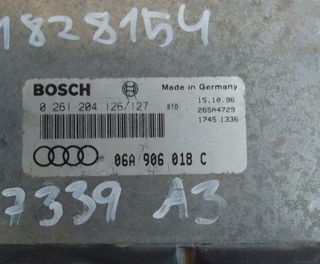 1828154
BOSCH Made in Germany
0 261 204 126/127 B10 15.10.96
26SA4729
1745 1336
06A 906 018 C
7339 A3